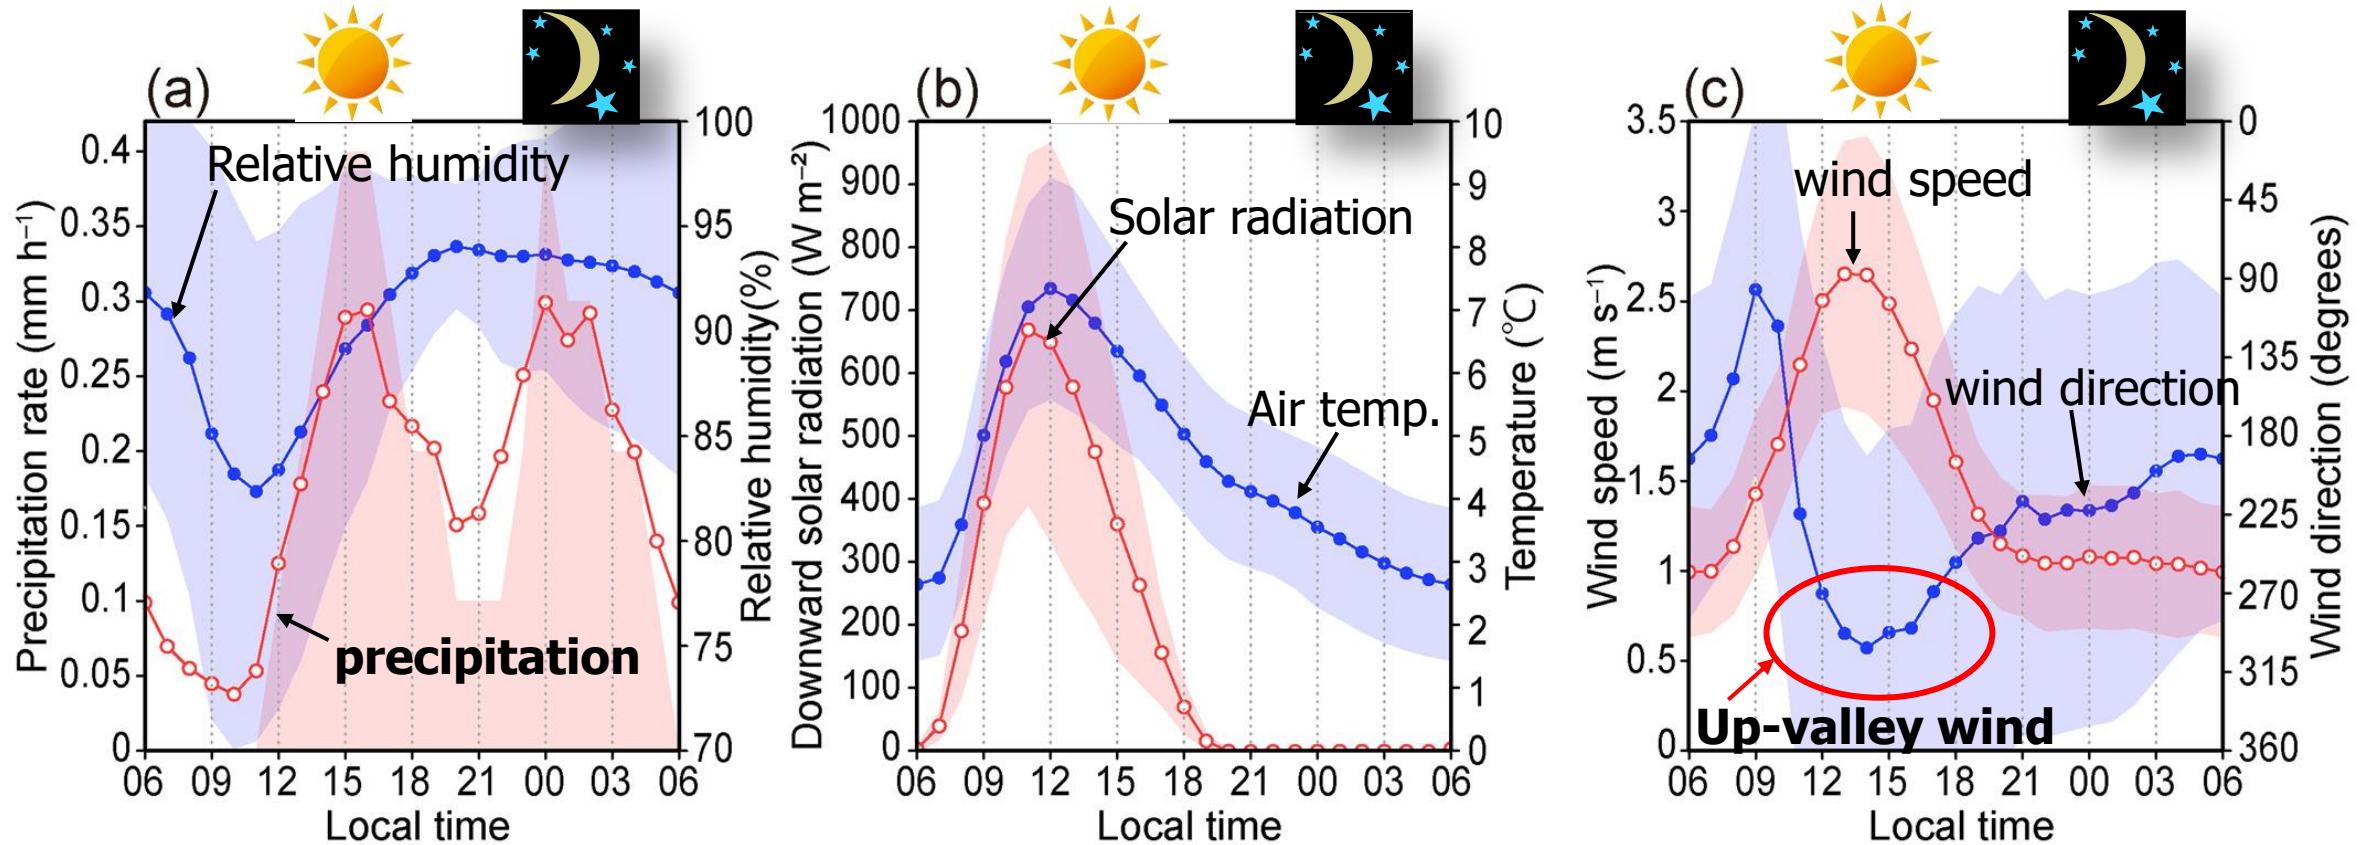 (a)
Relative humidity
precipitation
Precipitation rate (mm h⁻¹)
0.4
0.35
0.3
0.25
0.2
0.15
0.1
0.05
0
Relative humidity(%)
100
95
90
85
80
75
70
06 09 12 15 18 21 00 03 06
Local time
(b)
Solar radiation
Air temp.
Downward solar radiation (W m⁻²)
1000
900
800
700
600
500
400
300
200
100
0
Temperature (℃)
10
9
8
7
6
5
4
3
2
1
0
06 09 12 15 18 21 00 03 06
Local time
(c)
wind speed
wind direction
Up-valley wind
Wind speed (m s⁻¹)
3.5
3
2.5
2
1.5
1
0.5
0
Wind direction (degrees)
0
45
90
135
180
225
270
315
360
06 09 12 15 18 21 00 03 06
Local time